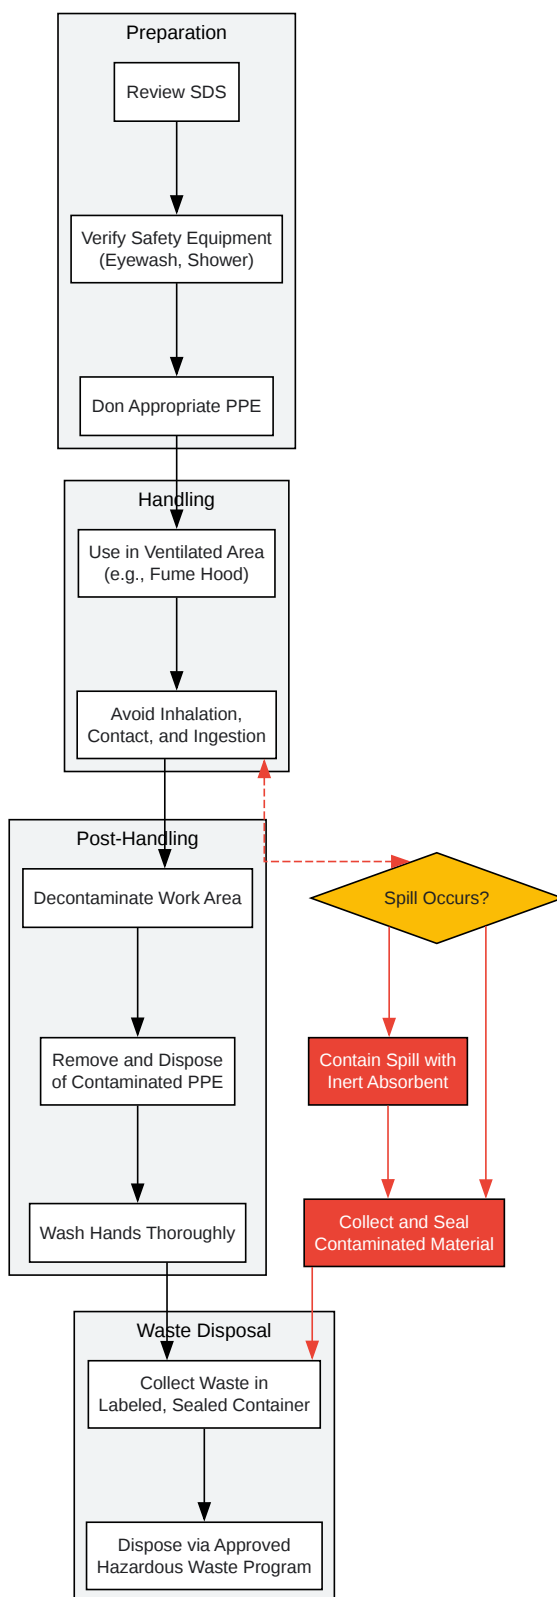 Preparation
Review SDS
Verify Safety Equipment
(Eyewash, Shower)
Don Appropriate PPE
Handling
Use in Ventilated Area
(e.g., Fume Hood)
Avoid Inhalation,
Contact, and Ingestion
Post-Handling
Decontaminate Work Area
Spill Occurs?
Remove and Dispose
of Contaminated PPE
Contain Spill with
Inert Absorbent
Wash Hands Thoroughly
Collect and Seal
Contaminated Material
Waste Disposal
Collect Waste in
Labeled, Sealed Container
Dispose via Approved
Hazardous Waste Program